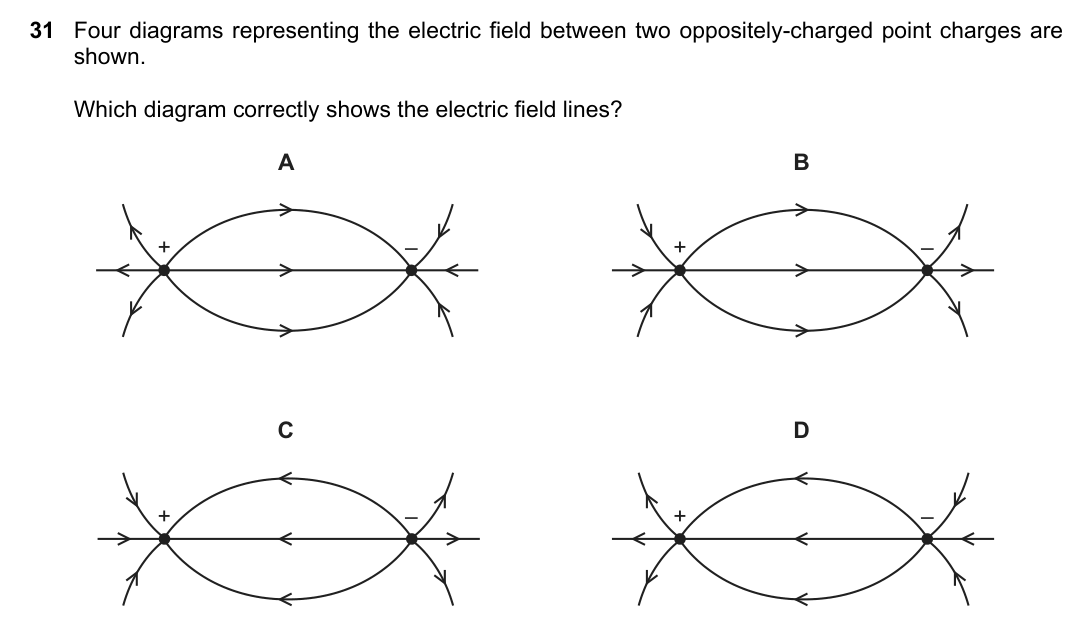 31 Four diagrams representing the electric field between two oppositely-charged point charges are
shown.
Which diagram correctly shows the electric field lines?
A B
+ – + –
C D
+ – + –